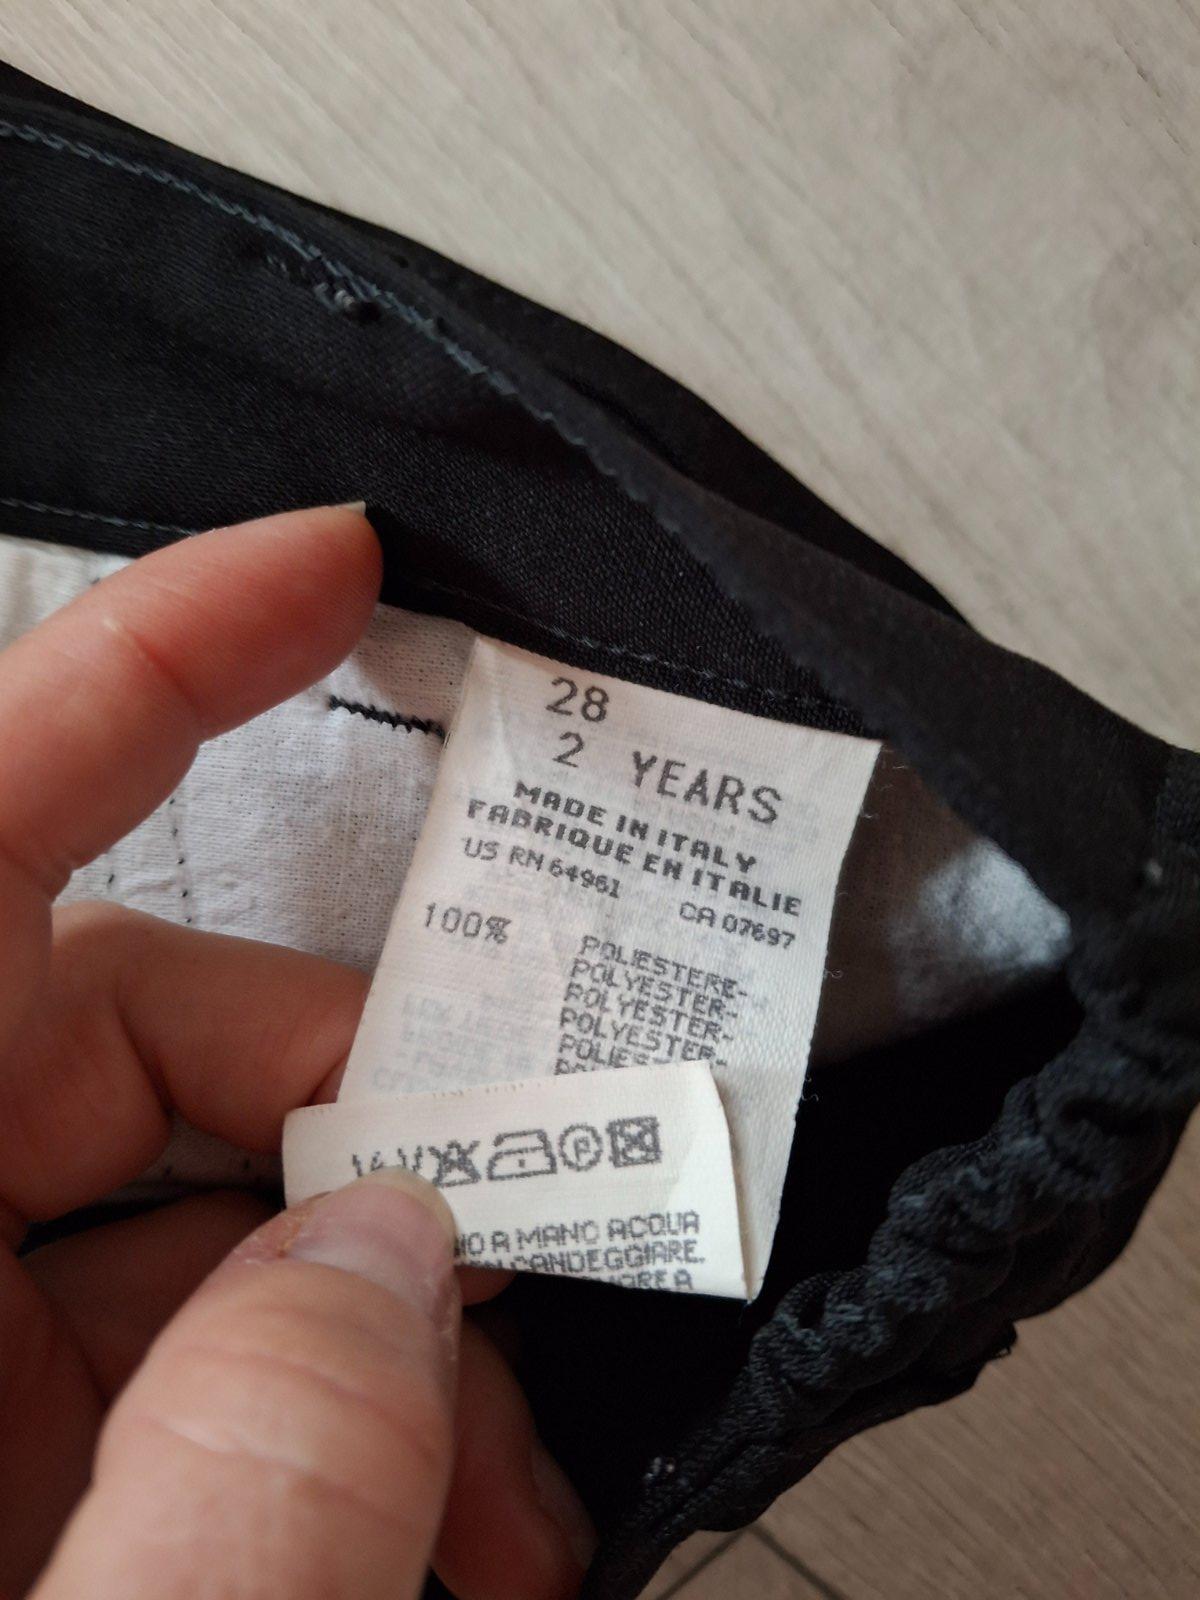 28
2 YEARS
MADE IN ITALY
FABRIQUE EN ITALIE
US RN 64961 CA 07697
100% POLIESTERE-
POLYESTER-
POLYESTER-
POLYESTER-
P
A MANO ACQUA
CANDEGGIARE.
A